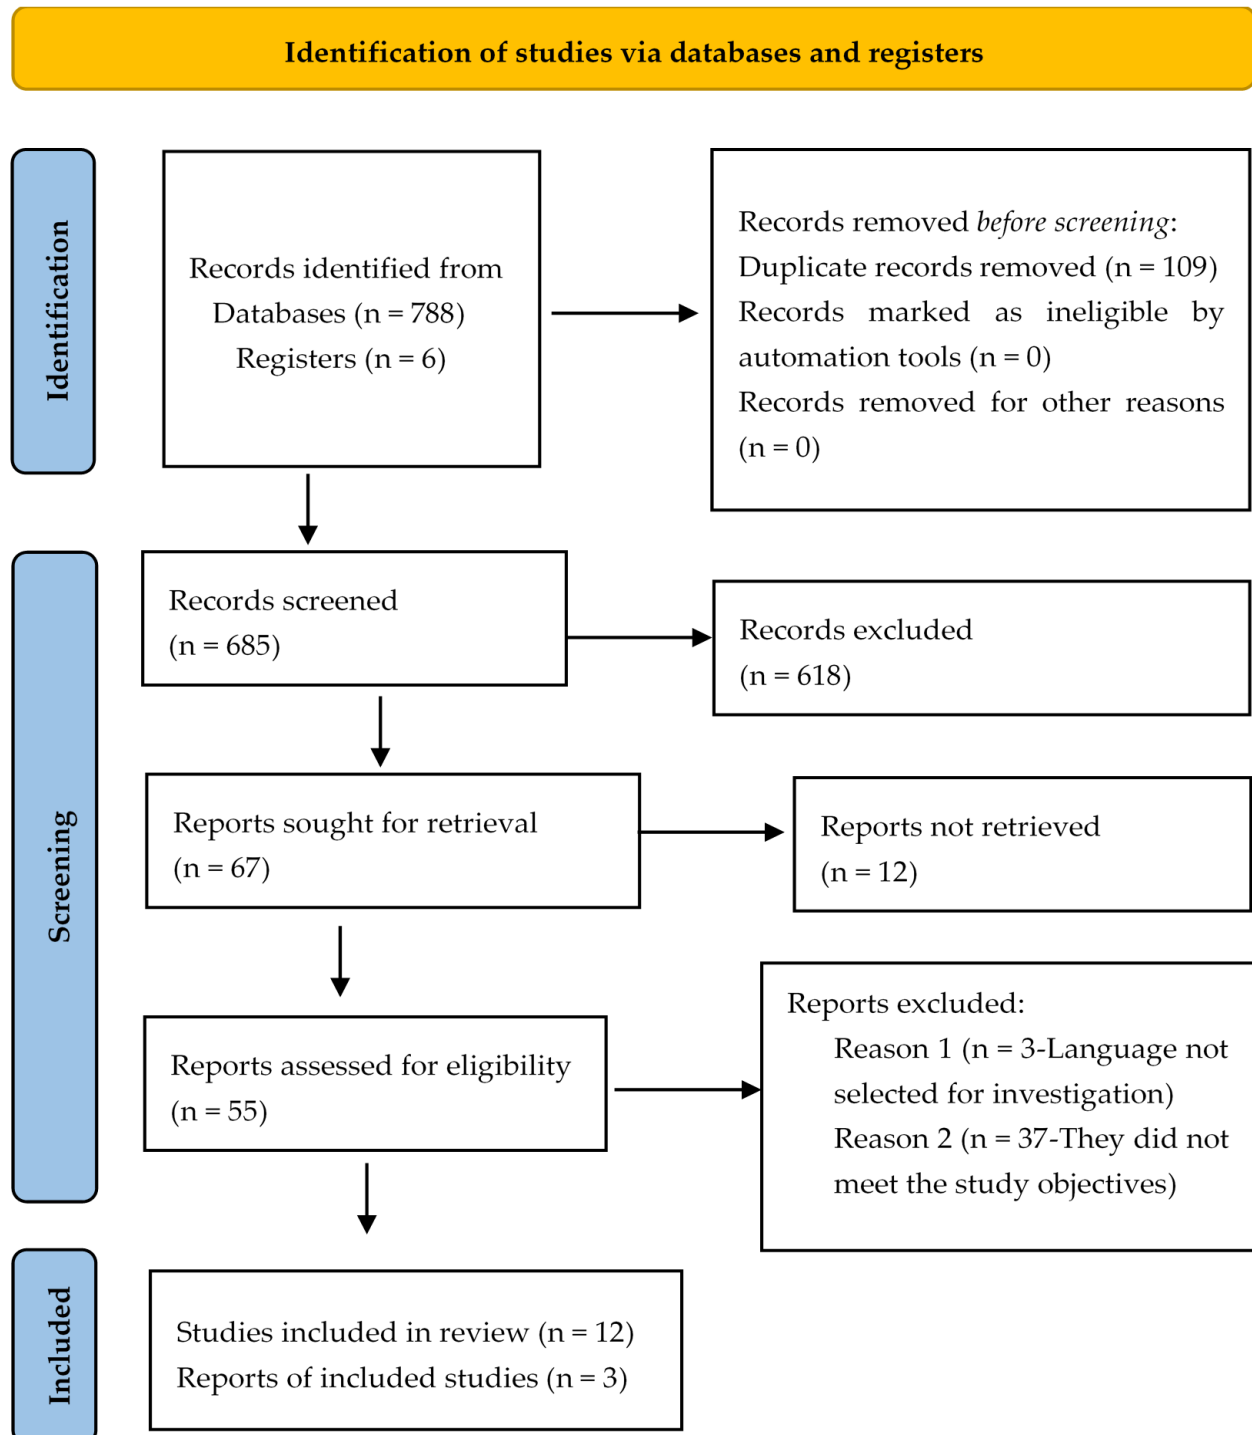 Identification of studies via databases and registers
Identification
Records identified from
Databases (n = 788)
Registers (n = 6)
Records removed before screening:
Duplicate records removed (n = 109)
Records marked as ineligible by
automation tools (n = 0)
Records removed for other reasons
(n = 0)
Screening
Records screened
(n = 685)
Records excluded
(n = 618)
Reports sought for retrieval
(n = 67)
Reports not retrieved
(n = 12)
Reports assessed for eligibility
(n = 55)
Reports excluded:
Reason 1 (n = 3-Language not
selected for investigation)
Reason 2 (n = 37-They did not
meet the study objectives)
Included
Studies included in review (n = 12)
Reports of included studies (n = 3)